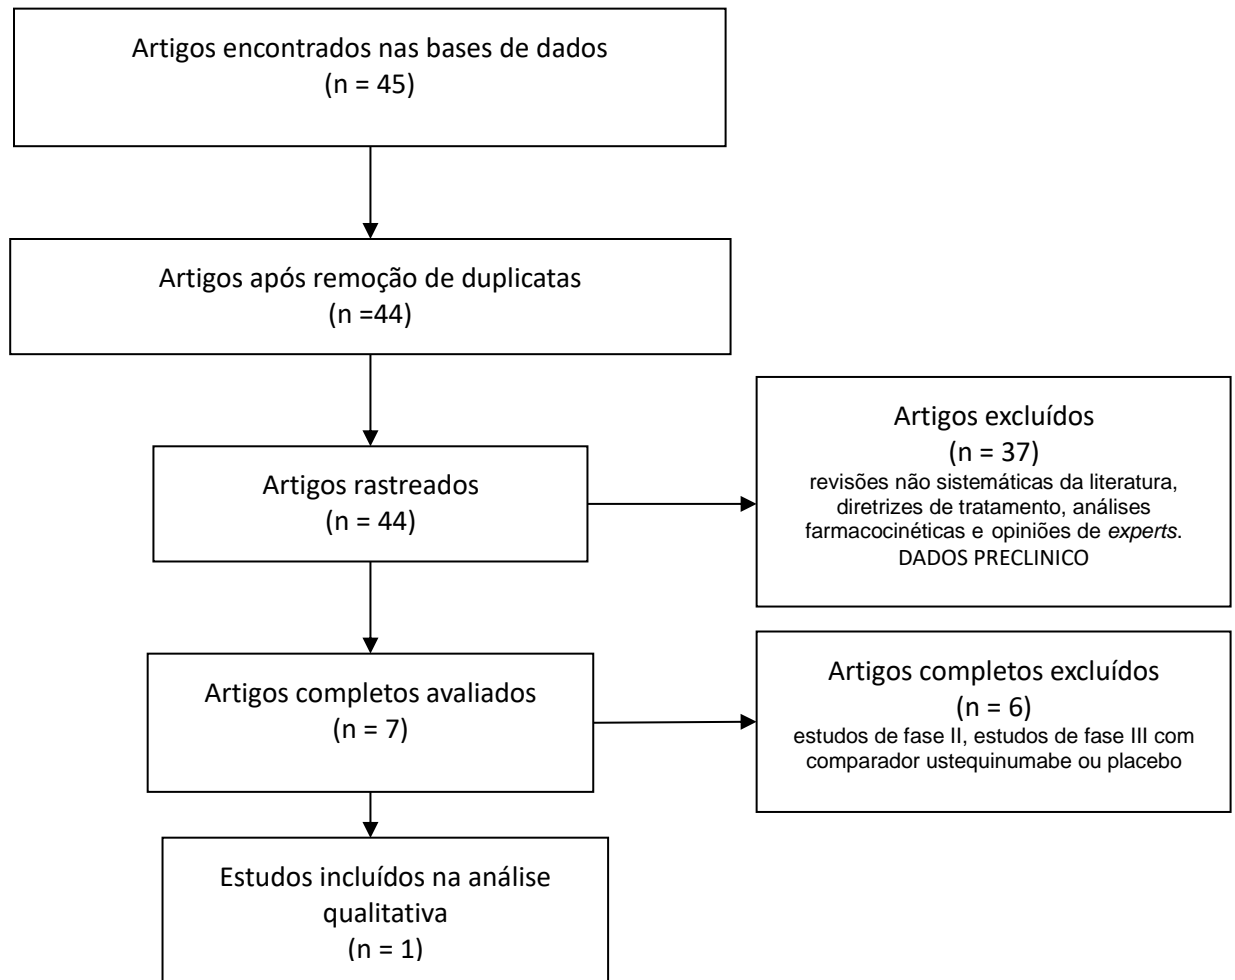 Artigos encontrados nas bases de dados
(n = 45)
Artigos após remoção de duplicatas
(n =44)
Artigos rastreados
(n = 44)
Artigos excluídos
(n = 37)
revisões não sistemáticas da literatura,
diretrizes de tratamento, análises
farmacocinéticas e opiniões de experts.
DADOS PRECLINICO
Artigos completos avaliados
(n = 7)
Artigos completos excluídos
(n = 6)
estudos de fase II, estudos de fase III com
comparador ustequinumabe ou placebo
Estudos incluídos na análise
qualitativa
(n = 1)